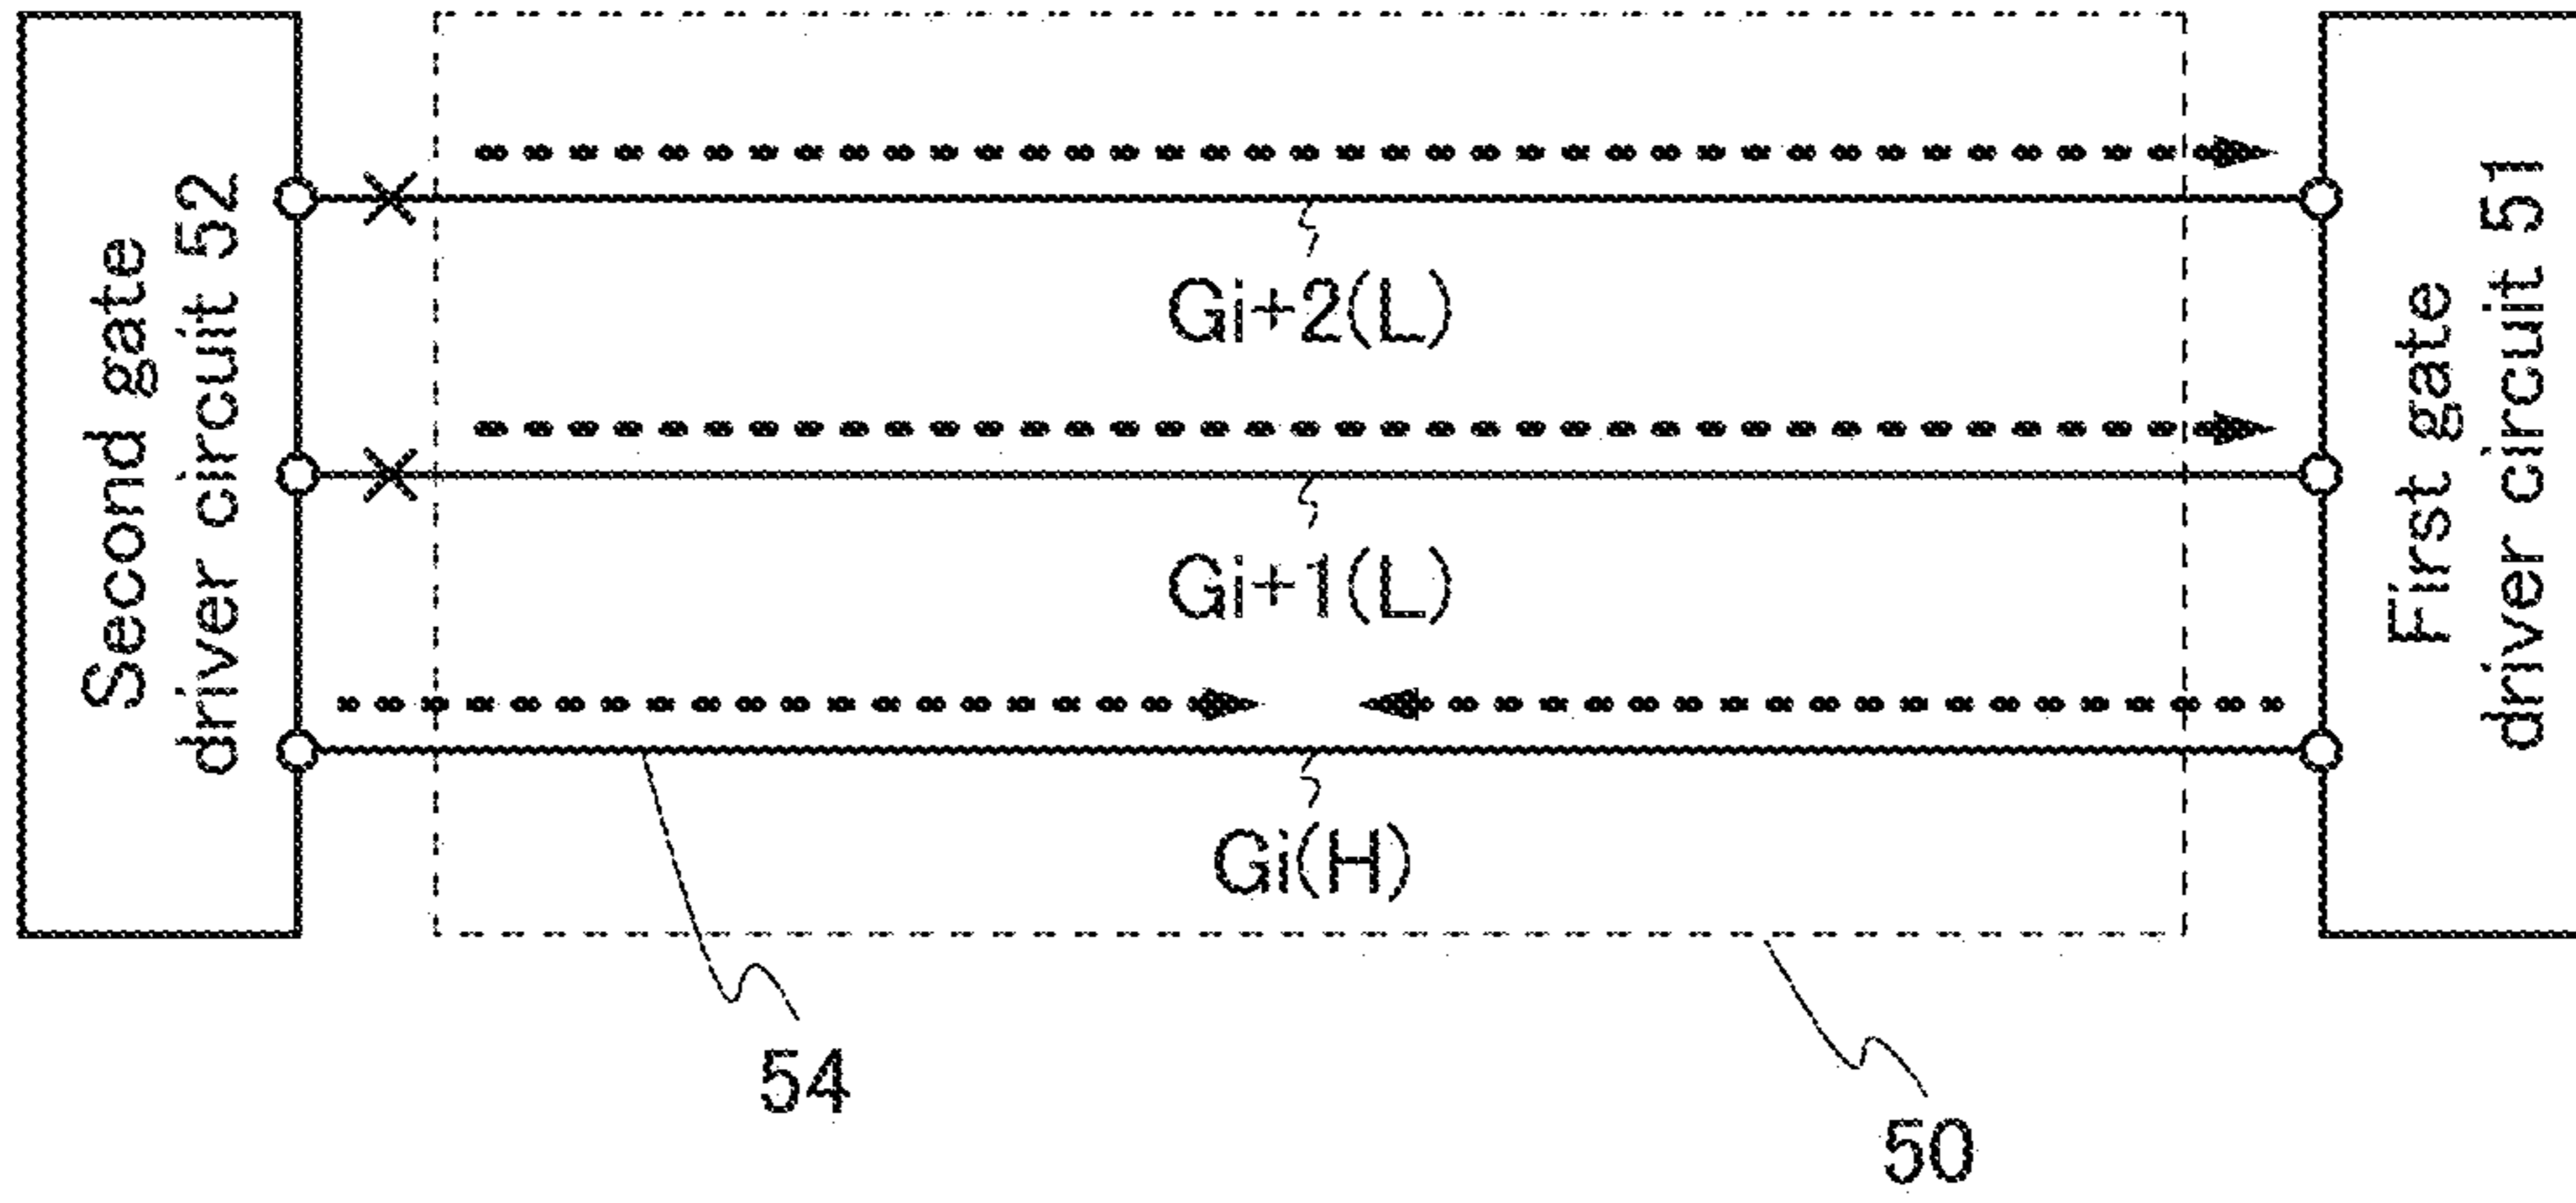 Second gate
driver circuit 52
Gi+2(L)
Gi+1(L)
Gi(H)
First gate
driver circuit 51
54
50